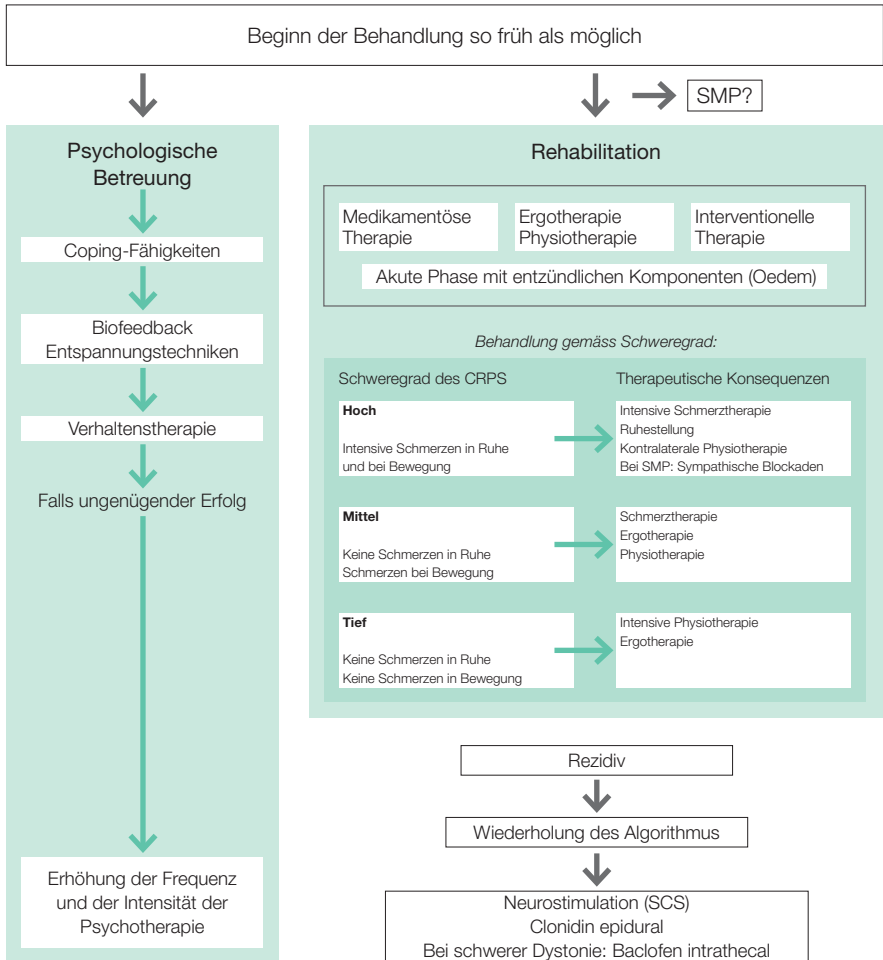 Beginn der Behandlung so früh als möglich
SMP?
Psychologische
Betreuung
Coping-Fähigkeiten
Biofeedback
Entspannungstechniken
Verhaltenstherapie
Falls ungenügender Erfolg
Erhöhung der Frequenz
und der Intensität der
Psychotherapie
Rehabilitation
Medikamentöse
Therapie
Ergotherapie
Physiotherapie
Interventionelle
Therapie
Akute Phase mit entzündlichen Komponenten (Oedem)
Behandlung gemäss Schweregrad:
Schweregrad des CRPS
Therapeutische Konsequenzen
Hoch
Intensive Schmerzen in Ruhe
und bei Bewegung
Intensive Schmerztherapie
Ruhestellung
Kontralaterale Physiotherapie
Bei SMP: Sympathische Blockaden
Mittel
Keine Schmerzen in Ruhe
Schmerzen bei Bewegung
Schmerztherapie
Ergotherapie
Physiotherapie
Tief
Keine Schmerzen in Ruhe
Keine Schmerzen in Bewegung
Intensive Physiotherapie
Ergotherapie
Rezidiv
Wiederholung des Algorithmus
Neurostimulation (SCS)
Clonidin epidural
Bei schwerer Dystonie: Baclofen intrathecal